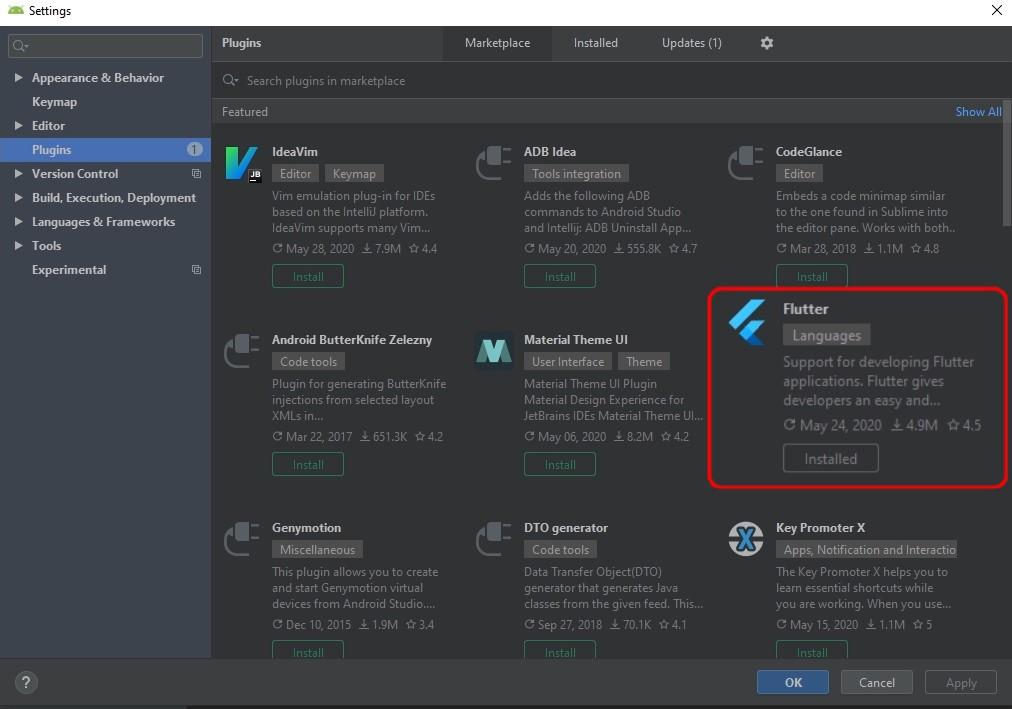 Settings
Appearance & Behavior
Keymap
Editor
Plugins 1
Version Control
Build, Execution, Deployment
Languages & Frameworks
Tools
Experimental
Plugins Marketplace Installed Updates (1)
Search plugins in marketplace
Featured Show All
IdeaVim
Editor Keymap
Vim emulation plug-in for IDEs
based on the IntelliJ platform.
IdeaVim supports many Vim...
May 28, 2020 7.9M 4.4
Install
JB
ADB Idea
Tools integration
Adds the following ADB
commands to Android Studio
and Intellij: ADB Uninstall App...
May 20, 2020 555.8K 4.7
Install
CodeGlance
Editor
Embeds a code minimap similar
to the one found in Sublime into
the editor pane. Works with both..
Mar 28, 2018 1.1M 4.8
Install
Android ButterKnife Zelezny
Code tools
Plugin for generating ButterKnife
injections from selected layout
XMLs in...
Mar 22, 2017 651.3K 4.2
Install
Material Theme UI
User Interface Theme
Material Theme UI Plugin
Material Design Experience for
JetBrains IDEs Material Theme UI...
May 06, 2020 8.2M 4.2
Install
Flutter
Languages
Support for developing Flutter
applications. Flutter gives
developers an easy and...
May 24, 2020 4.9M 4.5
Installed
Genymotion
Miscellaneous
This plugin allows you to create
and start Genymotion virtual
devices from Android Studio....
Dec 10, 2015 1.9M 3.4
Install
DTO generator
Code tools
Data Transfer Object(DTO)
generator that generates Java
classes from the given feed. This...
Sep 27, 2018 70.1K 4.1
Install
Key Promoter X
Apps, Notification and Interactio
The Key Promoter X helps you to
learn essential shortcuts while
you are working. When you use...
May 15, 2020 1.1M 5
Install
? OK Cancel Apply